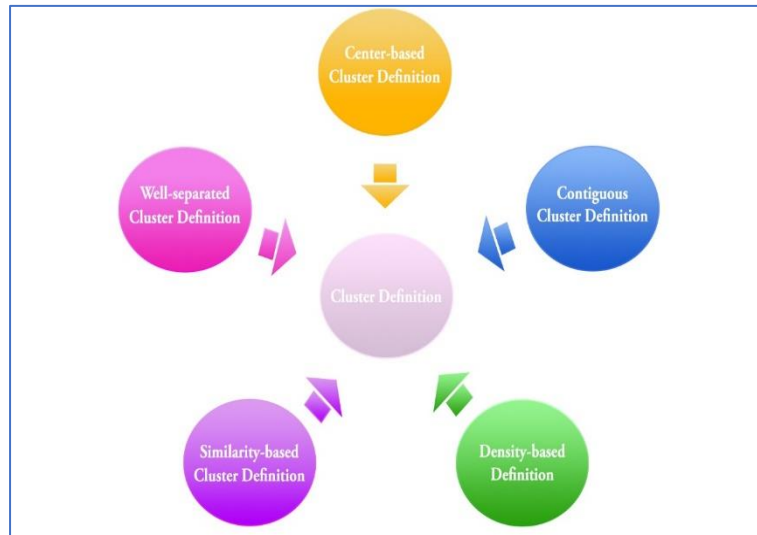 Center-based
Cluster Definition
Well-separated
Cluster Definition
Contiguous
Cluster Definition
Cluster Definition
Similarity-based
Cluster Definition
Density-based
Definition